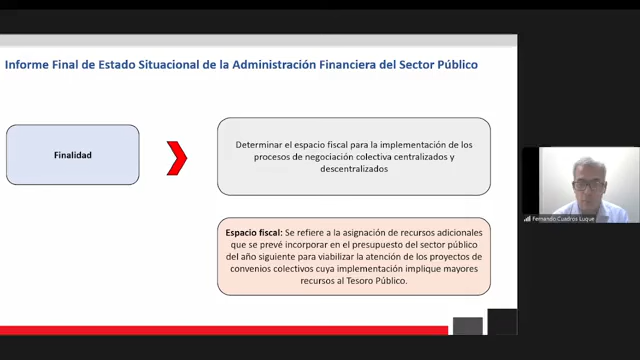 Informe Final de Estado Situacional de la Administración Financiera del Sector Público
Finalidad
Determinar el espacio fiscal para la implementación de los
procesos de negociación colectiva centralizados y
descentralizados
Espacio fiscal: Se refiere a la asignación de recursos adicionales
que se prevé incorporar en el presupuesto del sector público
del año siguiente para viabilizar la atención de los proyectos de
convenios colectivos cuya implementación implique mayores
recursos al Tesoro Público.
Fernando Cuadros Luque